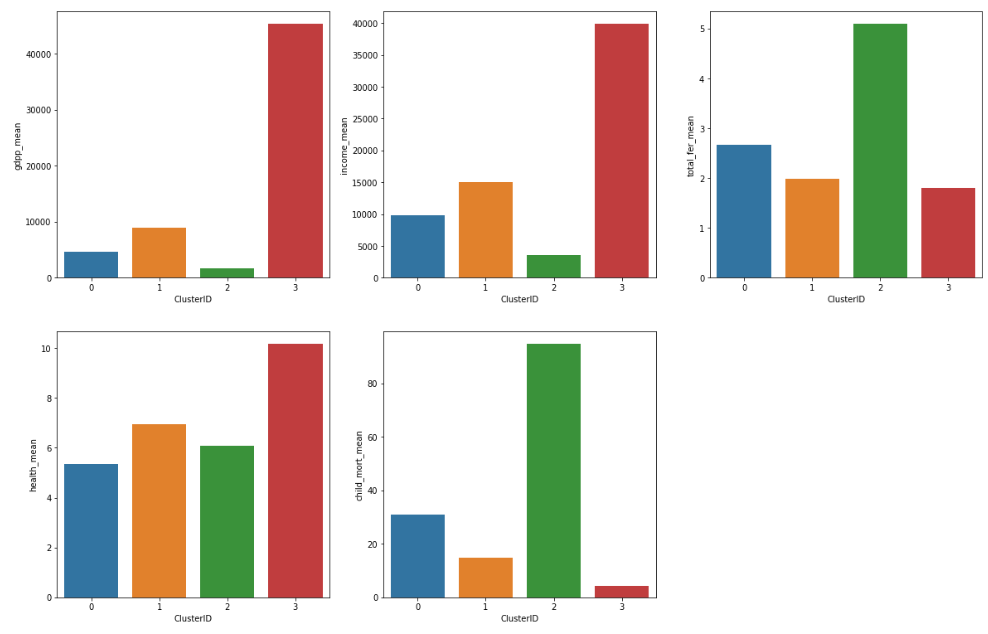 gdpp_mean
40000
30000
20000
10000
0
0 1 2 3
ClusterID
income_mean
40000
35000
30000
25000
20000
15000
10000
5000
0
0 1 2 3
ClusterID
total_fer_mean
5
4
3
2
1
0
0 1 2 3
ClusterID
health_mean
10
8
6
4
2
0
0 1 2 3
ClusterID
child_mort_mean
80
60
40
20
0
0 1 2 3
ClusterID